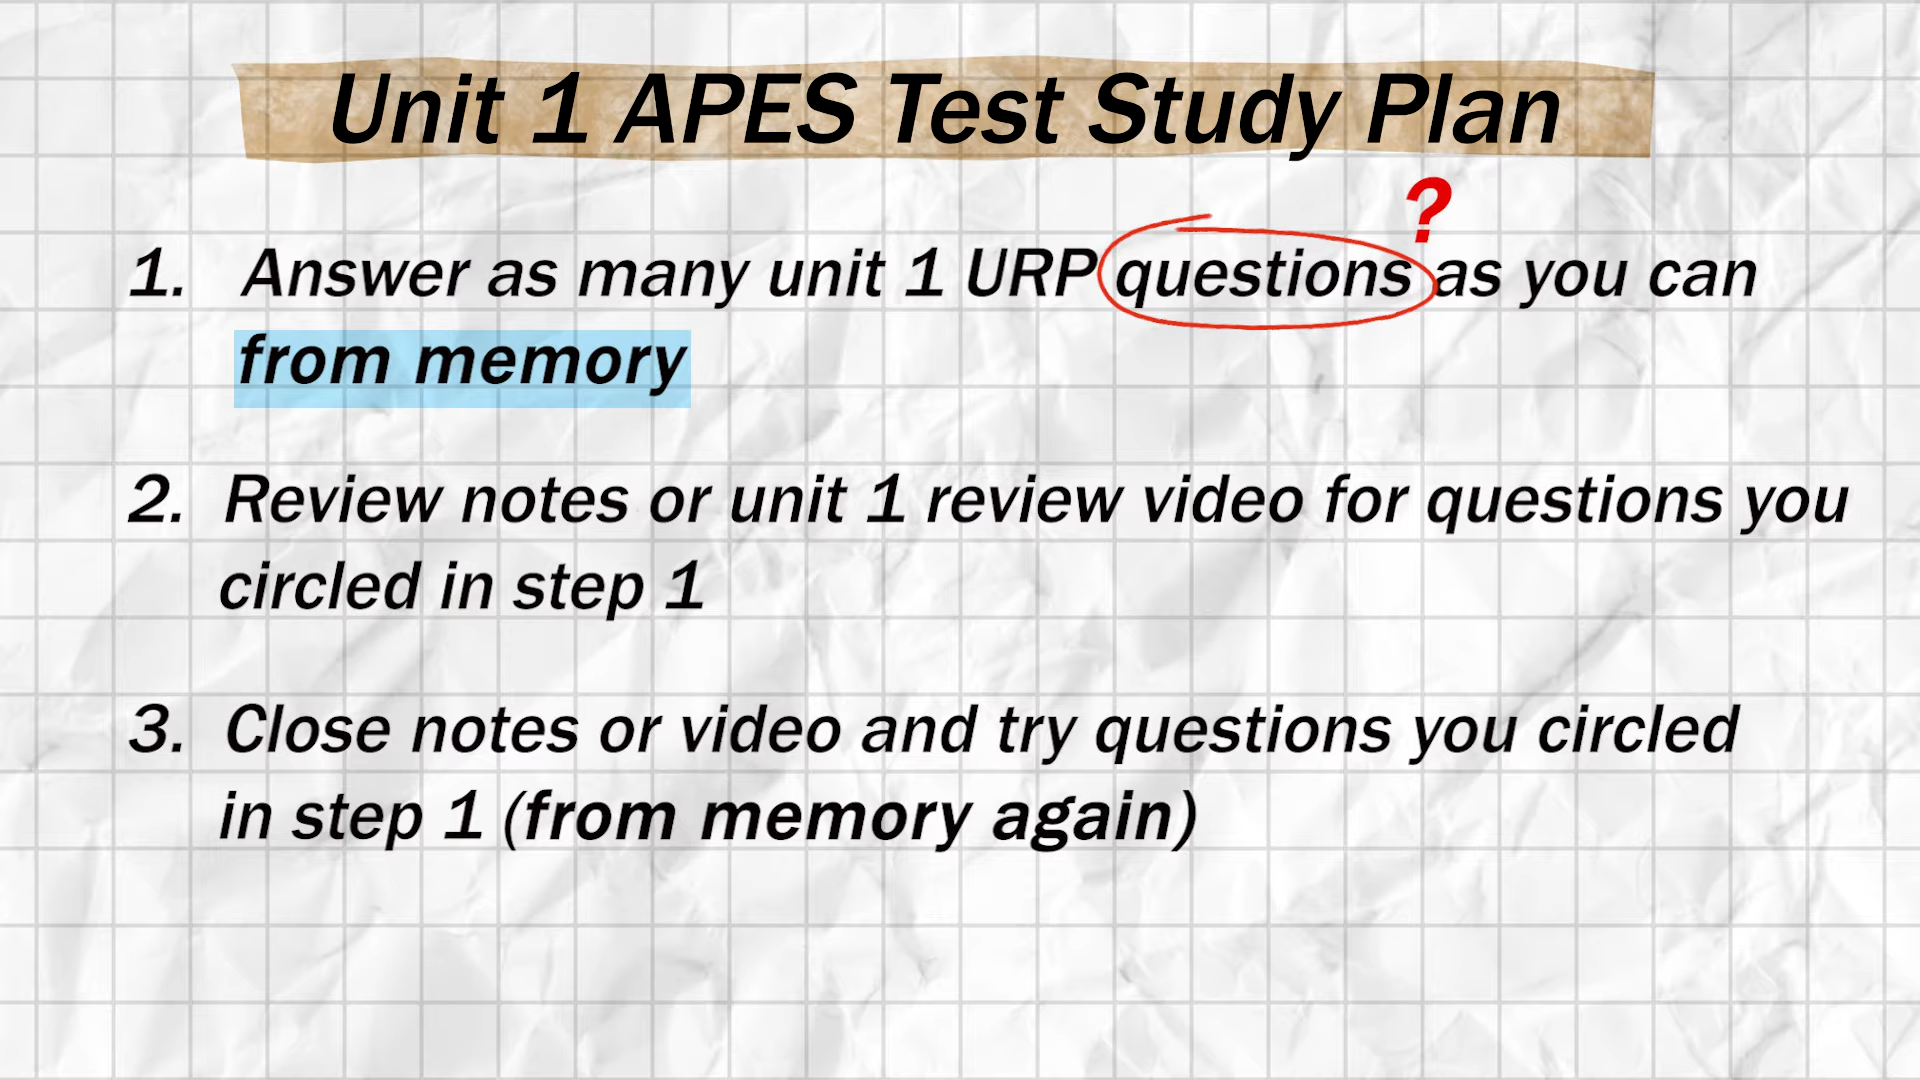 Unit 1 APES Test Study Plan
?
1. Answer as many unit 1 URP questions as you can
from memory
2. Review notes or unit 1 review video for questions you
circled in step 1
3. Close notes or video and try questions you circled
in step 1 (from memory again)